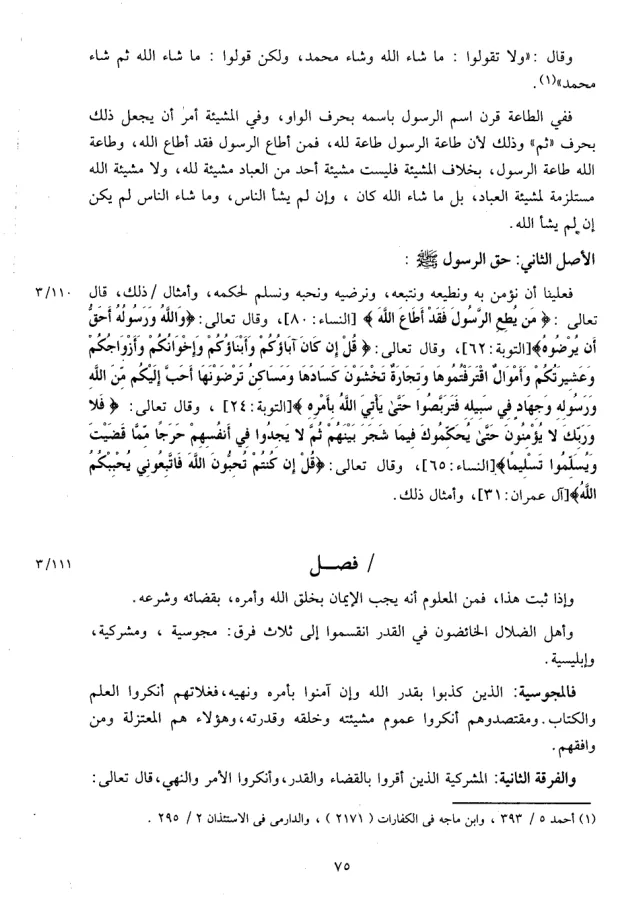 وقال : «ولا تقولوا : ما شاء الله وشاء محمد، ولكن قولوا : ما شاء الله ثم شاء
محمد»(١).
ففي الطاعة قرن اسم الرسول باسمه بحرف الواو، وفي المشيئة أمر أن يجعل ذلك
بحرف «ثم» وذلك لأن طاعة الرسول طاعة لله، فمن أطاع الرسول فقد أطاع الله، وطاعة
الله طاعة الرسول، بخلاف المشيئة فليست مشيئة أحد من العباد مشيئة لله، ولا مشيئة الله
مستلزمة لمشيئة العباد، بل ما شاء الله كان ، وإن لم يشأ الناس، وما شاء الناس لم يكن
إن لم يشأ الله.
الأصل الثاني: حق الرسول ﷺ :
فعلينا أن نؤمن به ونطيعه ونتبعه، ونرضيه ونحبه ونسلم لحكمه، وأمثال / ذلك، قال ٣/١١٠
تعالى : ﴿ مَن يُطِعِ الرَّسُولَ فَقَدْ أَطَاعَ اللَّهَ ﴾ [النساء: ٨٠]، وقال تعالى: ﴿وَاللَّهُ وَرَسُولُهُ أَحَقُّ
أَن يُرْضُوهُ﴾[التوبة: ٦٢]، وقال تعالى: ﴿ قُلْ إِن كَانَ آبَاؤُكُمْ وَأَبْنَاؤُكُمْ وَإِخْوَانُكُمْ وَأَزْوَاجُكُمْ
وَعَشِيرَتُكُمْ وَأَمْوَالٌ اقْتَرَفْتُمُوهَا وَتِجَارَةٌ تَخْشَوْنَ كَسَادَهَا وَمَسَاكِنُ تَرْضَوْنَهَا أَحَبَّ إِلَيْكُم مِّنَ اللَّهِ
وَرَسُولِهِ وَجِهَادٍ فِي سَبِيلِهِ فَتَرَبَّصُوا حَتَّىٰ يَأْتِيَ اللَّهُ بِأَمْرِهِ ﴾[التوبة: ٢٤] ، وقال تعالى: ﴿ فَلا
وَرَبِّكَ لا يُؤْمِنُونَ حَتَّىٰ يُحَكِّمُوكَ فِيمَا شَجَرَ بَيْنَهُمْ ثُمَّ لا يَجِدُوا فِي أَنفُسِهِمْ حَرَجًا مِّمَّا قَضَيْتَ
وَيُسَلِّمُوا تَسْلِيمًا﴾[النساء: ٦٥]، وقال تعالى: ﴿قُلْ إِن كُنتُمْ تُحِبُّونَ اللَّهَ فَاتَّبِعُونِي يُحْبِبْكُمُ
اللَّهُ﴾[آل عمران: ٣١]، وأمثال ذلك.
/ فصـــل ٣/١١١
وإذا ثبت هذا، فمن المعلوم أنه يجب الإيمان بخلق الله وأمره، بقضائه وشرعه.
وأهل الضلال الخائضون في القدر انقسموا إلى ثلاث فرق: مجوسية ، ومشركية،
وإبليسية.
فالمجوسية: الذين كذبوا بقدر الله وإن آمنوا بأمره ونهيه، فغلاتهم أنكروا العلم
والكتاب. ومقتصدوهم أنكروا عموم مشيئته وخلقه وقدرته، وهؤلاء هم المعتزلة ومن
وافقهم.
والفرقة الثانية: المشركية الذين أقروا بالقضاء والقدر، وأنكروا الأمر والنهي، قال تعالى:
(١) أحمد ٥ / ٣٩٣ ، وابن ماجه في الكفارات ( ٢١٧١ ) ، والدارمي في الاستئذان ٢ / ٢٩٥ .
٧٥